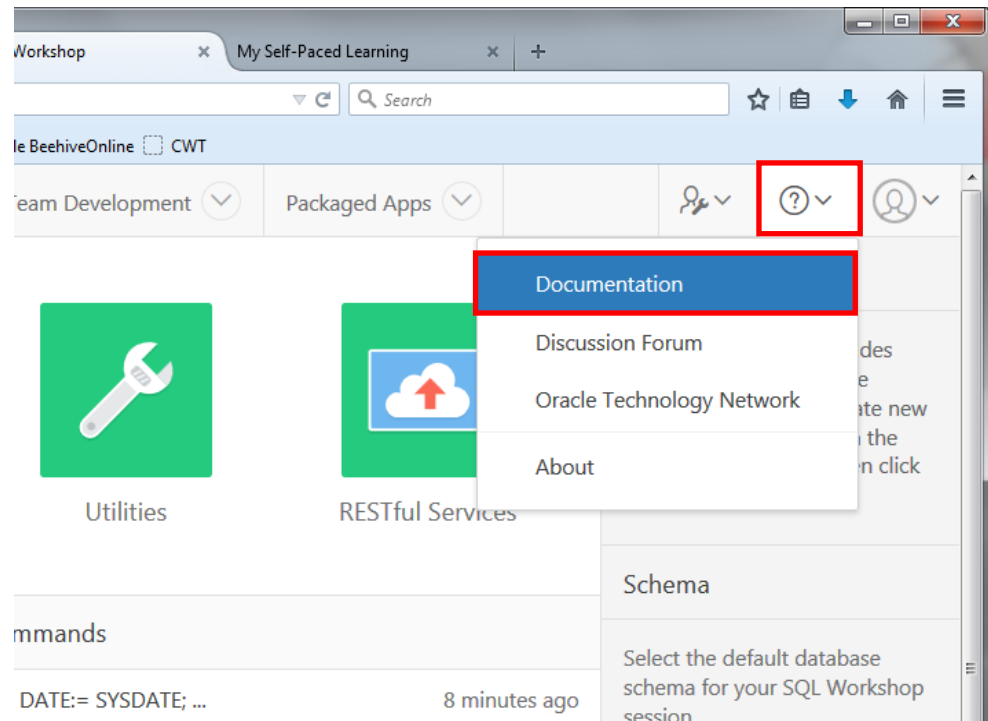 Workshop
My Self-Paced Learning
Search
le BeehiveOnline CWT
Team Development
Packaged Apps
?
Documentation
Discussion Forum
Oracle Technology Network
About
des
e
ate new
the
n click
Utilities
RESTful Services
Schema
mmands
Select the default database
schema for your SQL Workshop
session
DATE:= SYSDATE; ...
8 minutes ago